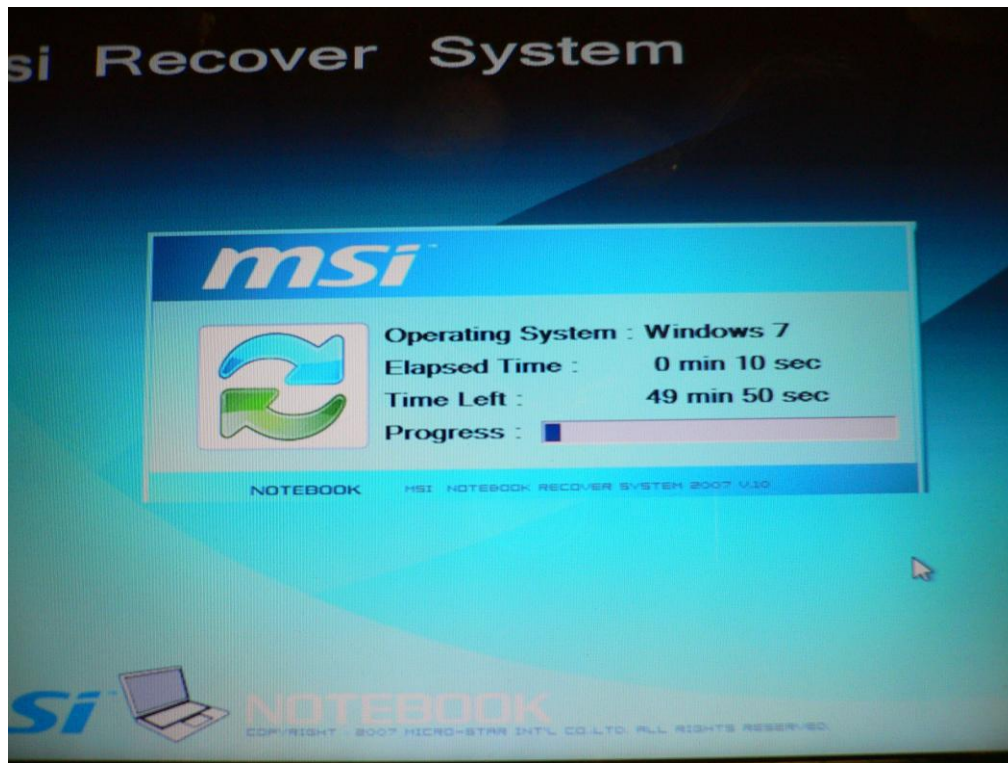 si Recover System
msi
Operating System : Windows 7
Elapsed Time : 0 min 10 sec
Time Left : 49 min 50 sec
Progress :
NOTEBOOK MSI NOTEBOOK RECOVER SYSTEM 2007 V.10
si NOTEBOOK
COPYRIGHT : 2007 MICRO-STAR INT'L CO.LTD. ALL RIGHTS RESERVED.